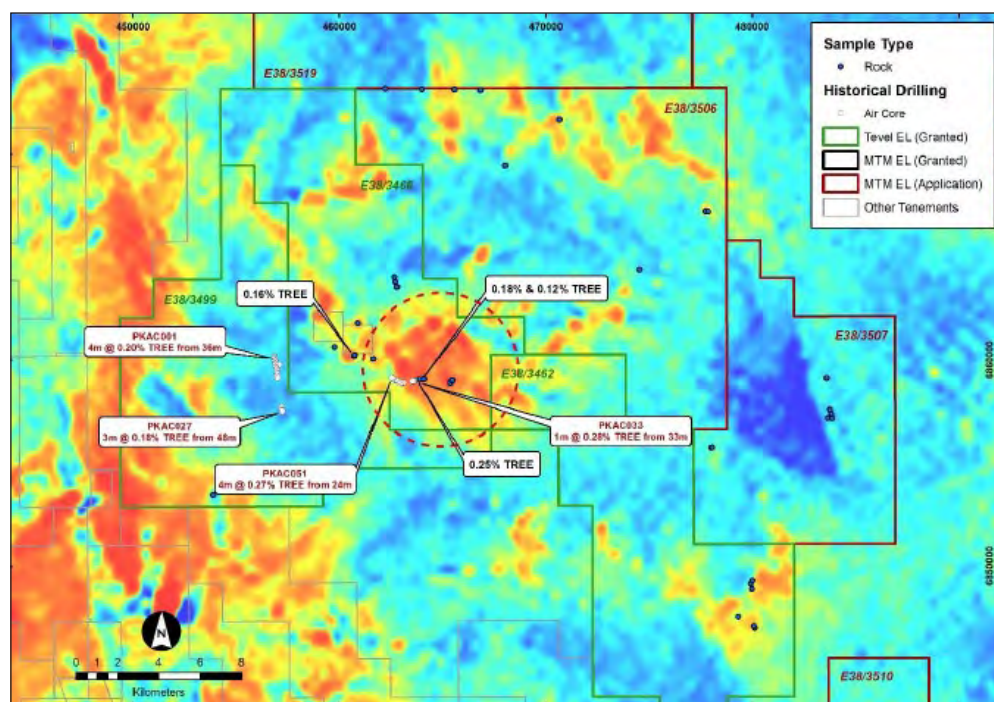 450000
460000
470000
480000
Sample Type
Rock
Historical Drilling
Air Core
Tevel EL (Granted)
MTM EL (Granted)
MTM EL (Application)
Other Tenements
E38/3519
E38/3506
E38/3466
E38/3499
0.16% TREE
0.18% & 0.12% TREE
PKAC001
4m @ 0.20% TREE from 36m
E38/3507
6860000
E38/3462
PKAC027
3m @ 0.18% TREE from 48m
PKAC033
1m @ 0.28% TREE from 33m
PKAC051
4m @ 0.27% TREE from 24m
0.25% TREE
6850000
N
0 1 2 4 6 8
Kilometers
E38/3510